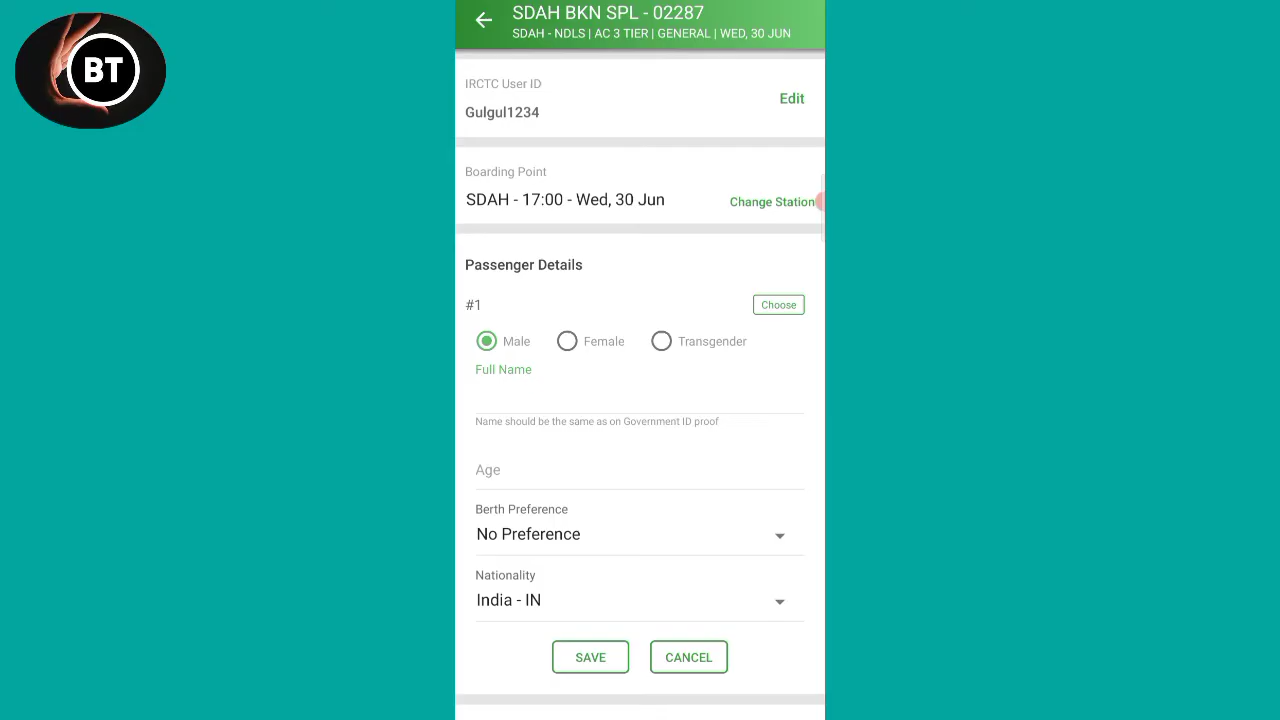 BT
SDAH BKN SPL - 02287
SDAH - NDLS | AC 3 TIER | GENERAL | WED, 30 JUN
IRCTC User ID
Edit
Gulgul1234
Boarding Point
SDAH - 17:00 - Wed, 30 Jun
Change Station
Passenger Details
#1
Choose
Male
Female
Transgender
Full Name
Name should be the same as on Government ID proof
Age
Berth Preference
No Preference
Nationality
India - IN
SAVE
CANCEL